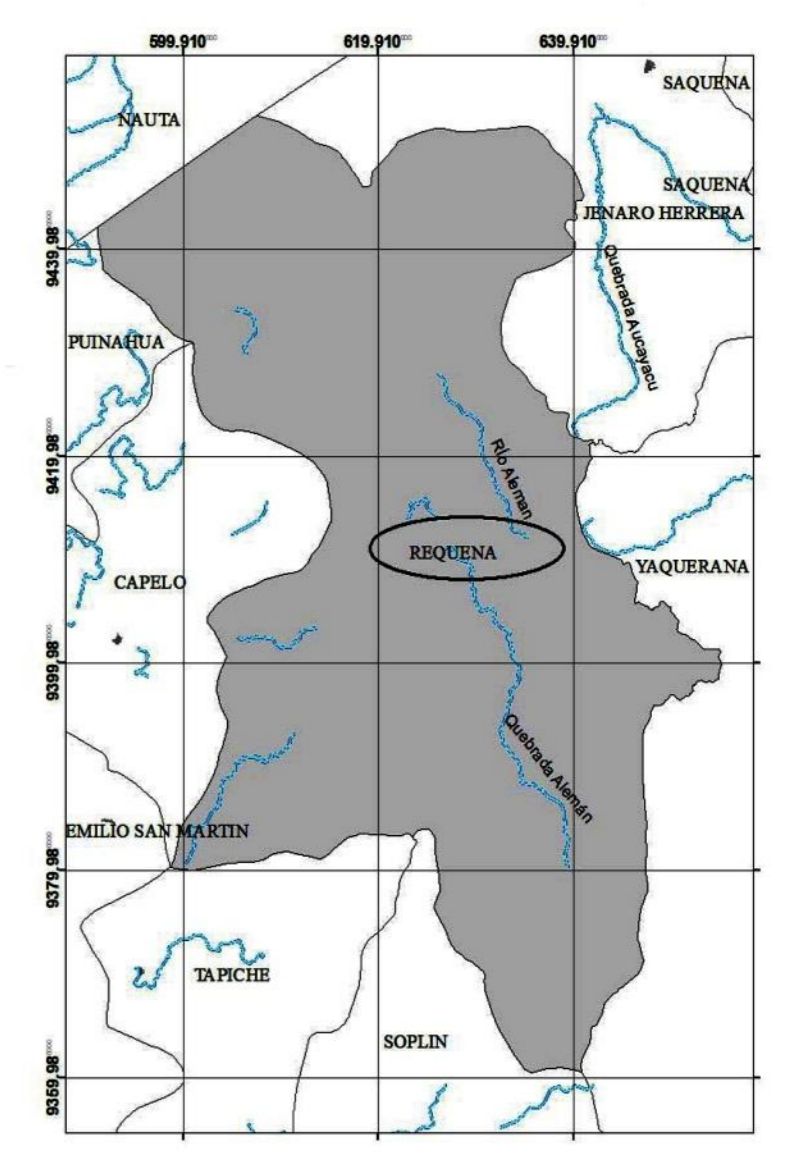 599.910 619.910 639.910
SAQUENA
NAUTA
SAQUENA
JENARO HERRERA
9439,98
Quebrada Aucayacu
PUINAHUA
9419,98
Río Aleman
REQUENA
YAQUERANA
CAPELO
9399,98
Quebrada Alemán
EMILIO SAN MARTIN
9379,98
TAPICHE
SOPLIN
9359,98